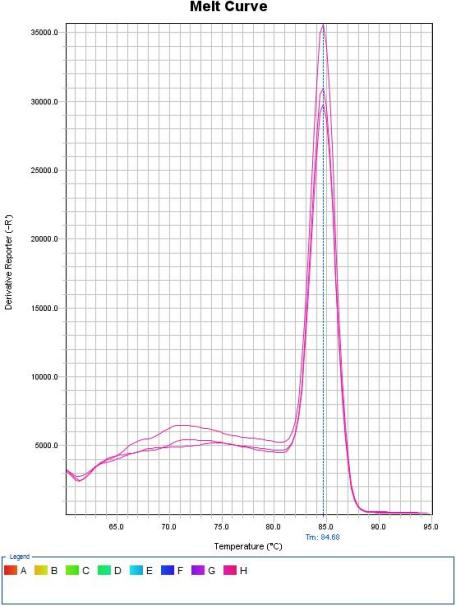 Melt Curve
35000.0
30000.0
25000.0
20000.0
15000.0
10000.0
5000.0
Derivative Reporter (-R')
65.0 70.0 75.0 80.0 85.0 90.0 95.0
Tm: 84.68
Temperature (°C)
Legend
A B C D E F G H